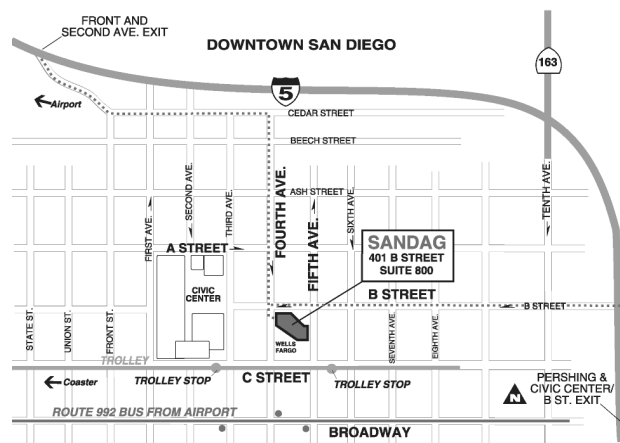 FRONT AND
SECOND AVE. EXIT
DOWNTOWN SAN DIEGO
163
5
Airport
CEDAR STREET
BEECH STREET
ASH STREET
FIRST AVE.
SECOND AVE.
THIRD AVE.
FOURTH AVE.
FIFTH AVE.
SIXTH AVE.
TENTH AVE.
A STREET
SANDAG
401 B STREET
SUITE 800
CIVIC
CENTER
B STREET
B STREET
STATE ST.
UNION ST.
FRONT ST.
WELLS
FARGO
SEVENTH AVE.
EIGHTH AVE.
TROLLEY
Coaster
TROLLEY STOP
C STREET
TROLLEY STOP
PERSHING &
CIVIC CENTER/
B ST. EXIT
N
ROUTE 992 BUS FROM AIRPORT
BROADWAY